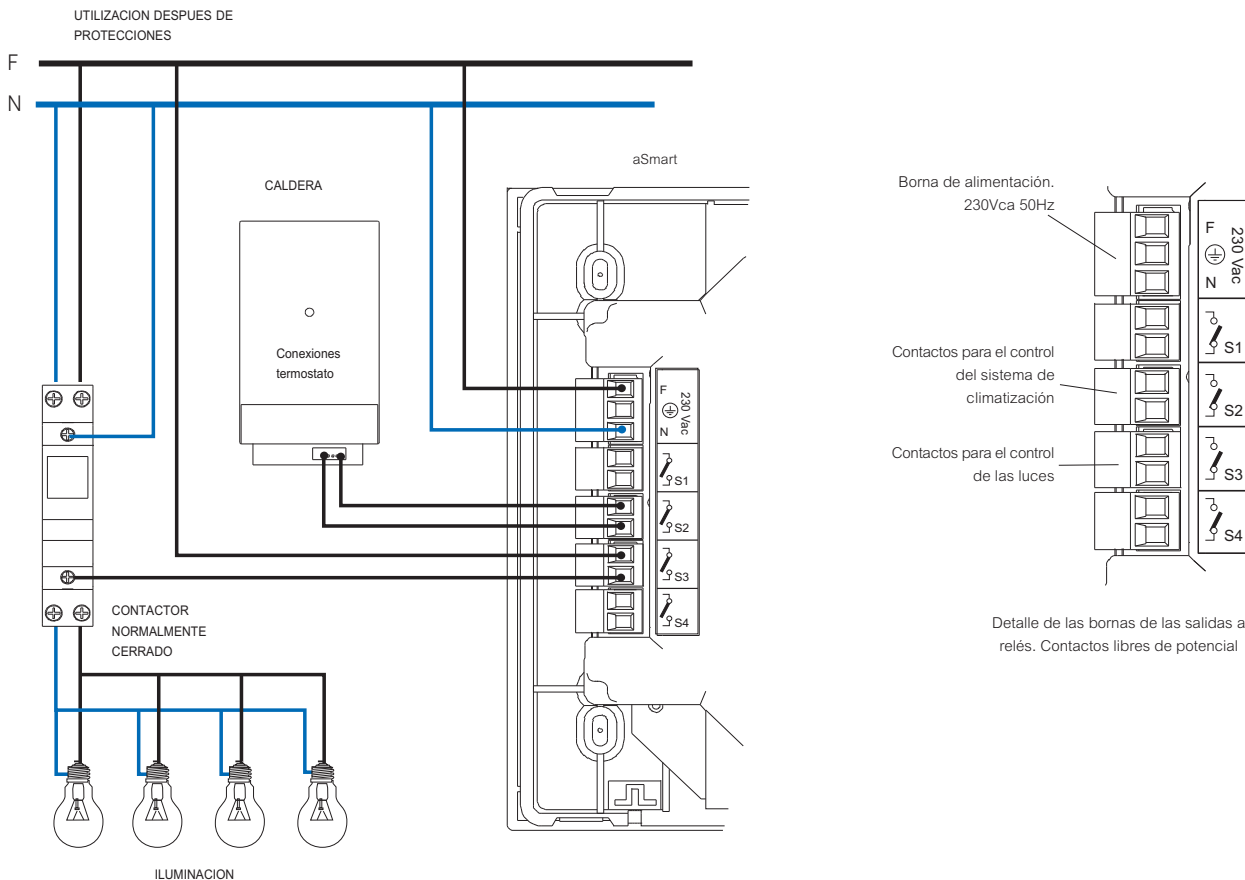 UTILIZACION DESPUES DE
PROTECCIONES
F
N
aSmart
CALDERA
Conexiones
termostato
F
N
230 Vac
S1
S2
S3
S4
CONTACTOR
NORMALMENTE
CERRADO
ILUMINACION
Borna de alimentación.
230Vca 50Hz
Contactos para el control
del sistema de
climatización
Contactos para el control
de las luces
F
N
230 Vac
S1
S2
S3
S4
Detalle de las bornas de las salidas a
relés. Contactos libres de potencial